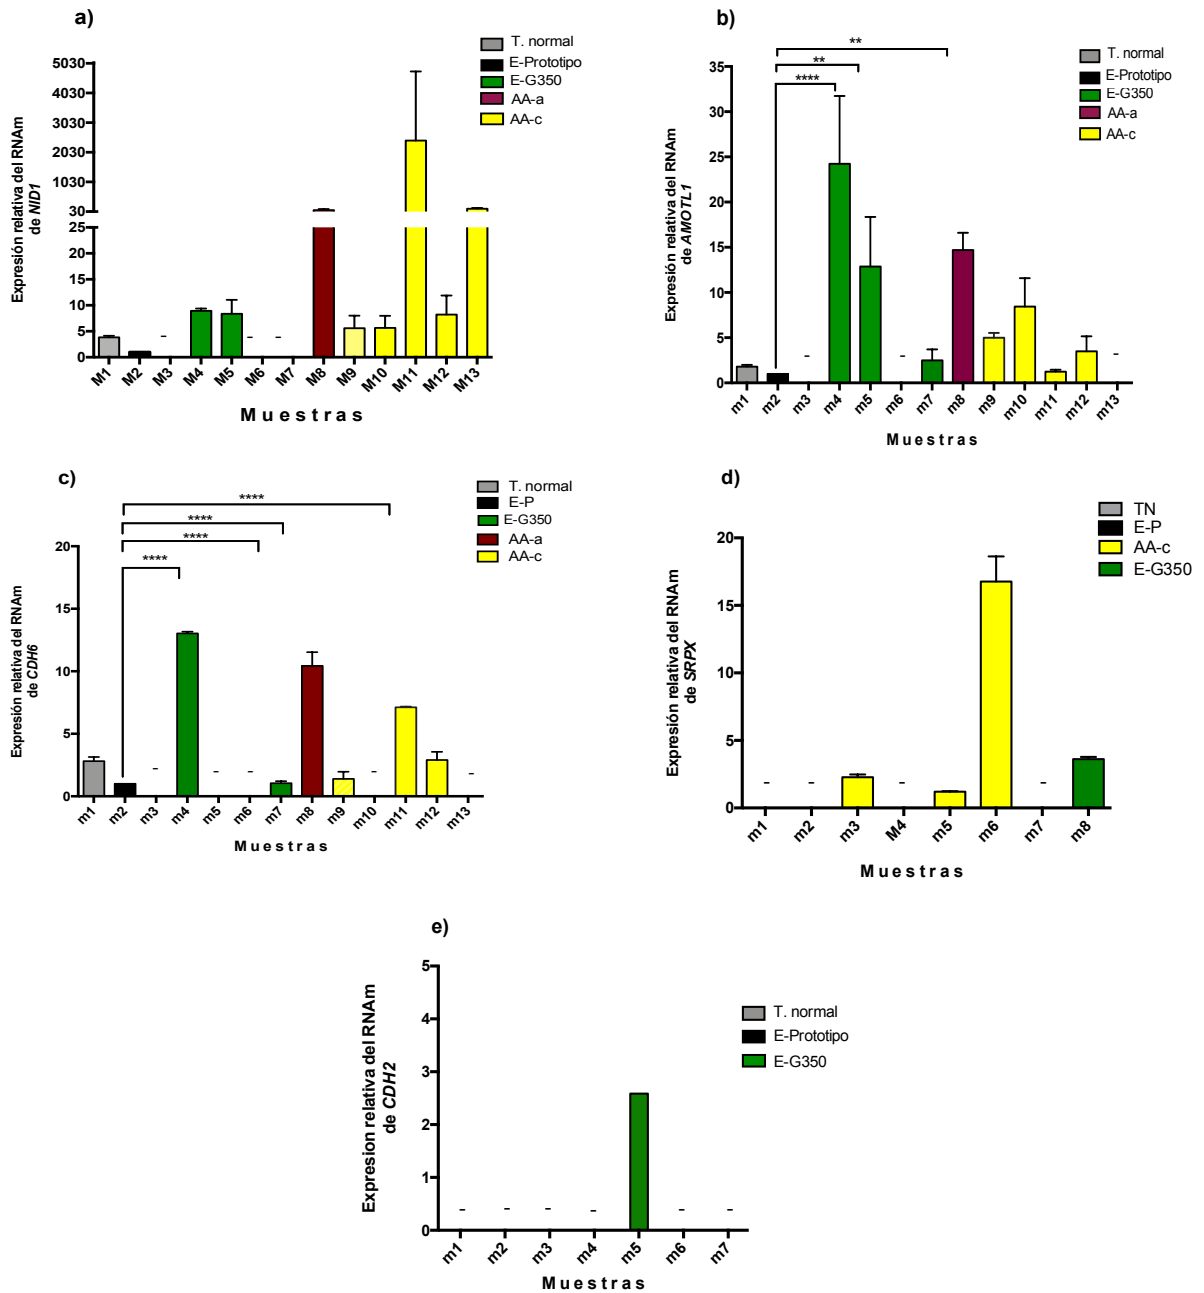 a)
T. normal
E-Prototipo
E-G350
AA-a
AA-c
Expresión relativa del RNAm
de NID1
5030
4030
3030
2030
1030
30
25
20
15
10
5
0
- - - -
M1 M2 M3 M4 M5 M6 M7 M8 M9 M10 M11 M12 M13
Muestras
b)
T. normal
E-Prototipo
E-G350
AA-a
AA-c
**
**
****
Expresión relativa del RNAm
de AMOTL1
35
30
25
20
15
10
5
0
- - -
m1 m2 m3 m4 m5 m6 m7 m8 m9 m10 m11 m12 m13
Muestras
c)
T. normal
E-P
E-G350
AA-a
AA-c
****
****
****
****
Expresión relativa del RNAm
de CDH6
20
15
10
5
0
- - - - -
m1 m2 m3 m4 m5 m6 m7 m8 m9 m10 m11 m12 m13
Muestras
d)
TN
E-P
AA-c
E-G350
Expresión relativa del RNAm
de SRPX
20
15
10
5
0
- - - -
m1 m2 m3 M4 m5 m6 m7 m8
Muestras
e)
T. normal
E-Prototipo
E-G350
Expresion relativa del RNAm
de CDH2
5
4
3
2
1
0
- - - - - -
m1 m2 m3 m4 m5 m6 m7
Muestras